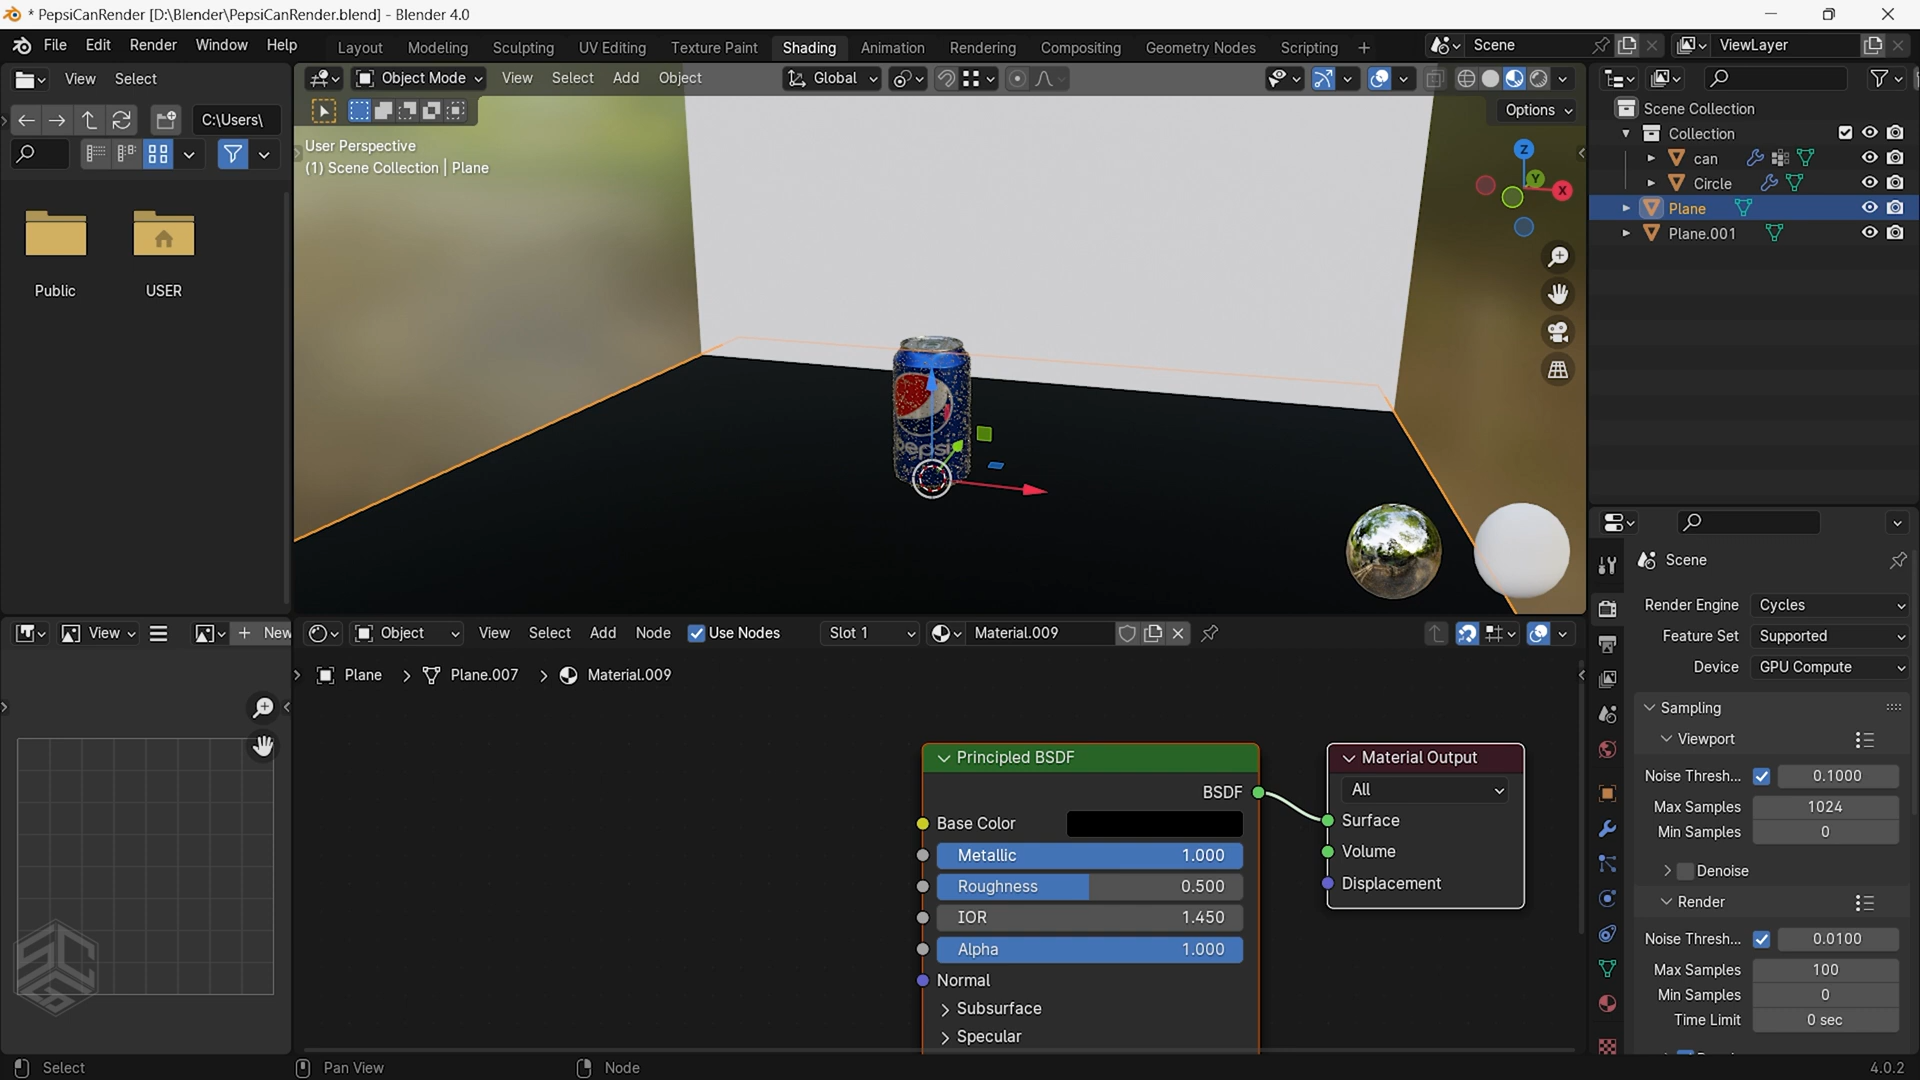 * PepsiCanRender [D:\Blender\PepsiCanRender.blend] - Blender 4.0
File Edit Render Window Help
Layout Modeling Sculpting UV Editing Texture Paint Shading Animation Rendering Compositing Geometry Nodes Scripting +
Scene
ViewLayer
View Select
Object Mode View Select Add Object
Global
Options
C:\Users\
Public
USER
User Perspective
(1) Scene Collection | Plane
pepsi
Z
Y
X
Scene Collection
Collection
can
Circle
Plane
Plane.001
View
+ New
Object View Select Add Node Use Nodes Slot 1 Material.009
Plane > Plane.007 > Material.009
Principled BSDF
BSDF
Base Color
Metallic 1.000
Roughness 0.500
IOR 1.450
Alpha 1.000
Normal
Subsurface
Specular
Material Output
All
Surface
Volume
Displacement
Scene
Render Engine Cycles
Feature Set Supported
Device GPU Compute
Sampling
Viewport
Noise Thresh... 0.1000
Max Samples 1024
Min Samples 0
Denoise
Render
Noise Thresh... 0.0100
Max Samples 100
Min Samples 0
Time Limit 0 sec
Select
Pan View
Node
4.0.2